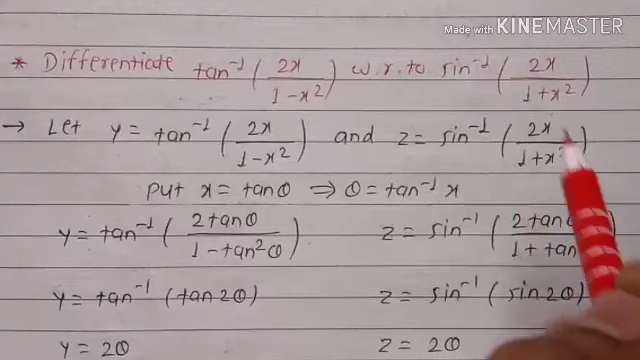 Made with KINEMASTER
* Differentiate tan⁻¹ (2x / 1-x²) w.r.to sin⁻¹ (2x / 1+x²)
→ Let y = tan⁻¹ (2x / 1-x²) and z = sin⁻¹ (2x / 1+x²)
put x = tanθ ⇒ θ = tan⁻¹ x
y = tan⁻¹ (2tanθ / 1-tan²θ) z = sin⁻¹ (2tanθ / 1+tan
y = tan⁻¹ (tan2θ) z = sin⁻¹ (sin2θ)
y = 2θ z = 2θ